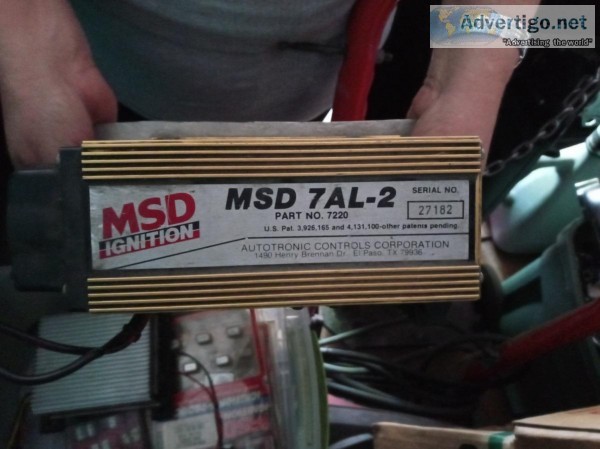 Advertigo.net
"Advertising the world"
MSD
IGNITION
MSD 7AL-2
PART NO. 7220
SERIAL NO.
27182
U.S. Pat. 3,926,165 and 4,131,100-other patents pending.
AUTOTRONIC CONTROLS CORPORATION
1490 Henry Brennan Dr., El Paso, TX 79936